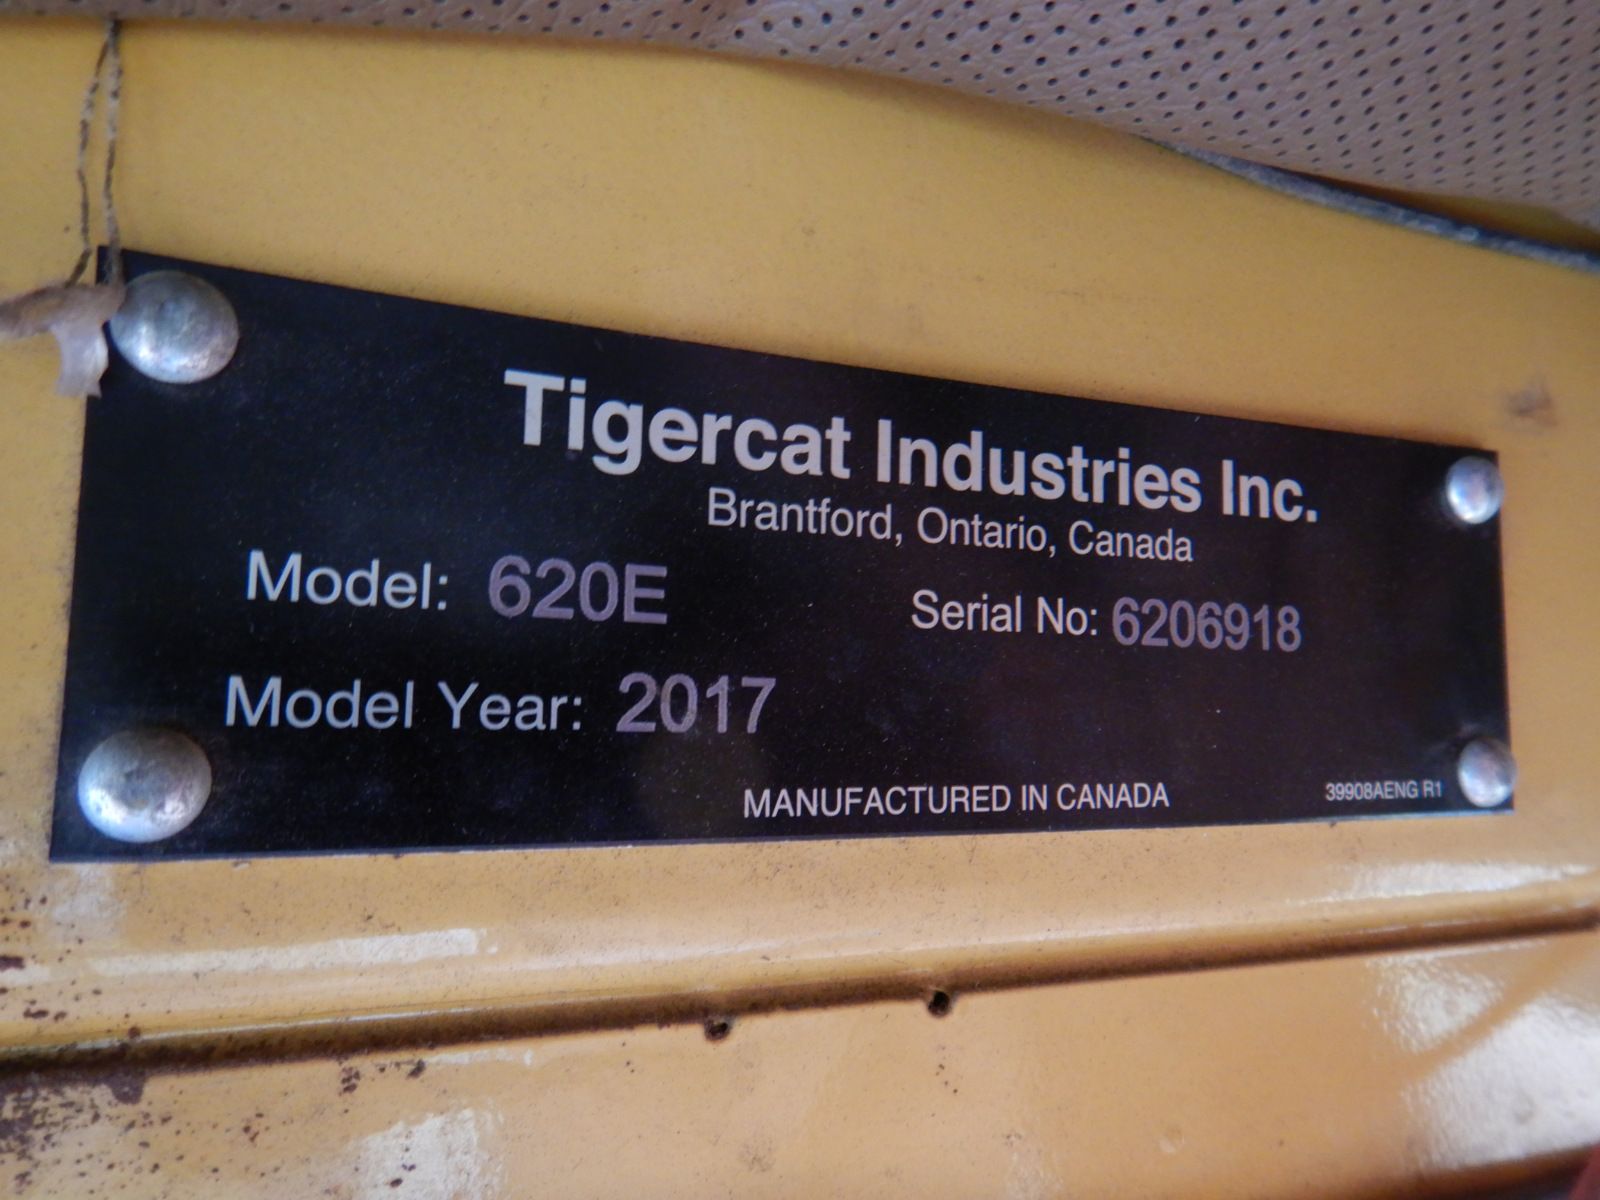 Tigercat Industries Inc.
Brantford, Ontario, Canada
Model: 620E
Serial No: 6206918
Model Year: 2017
MANUFACTURED IN CANADA
39908AENG R1